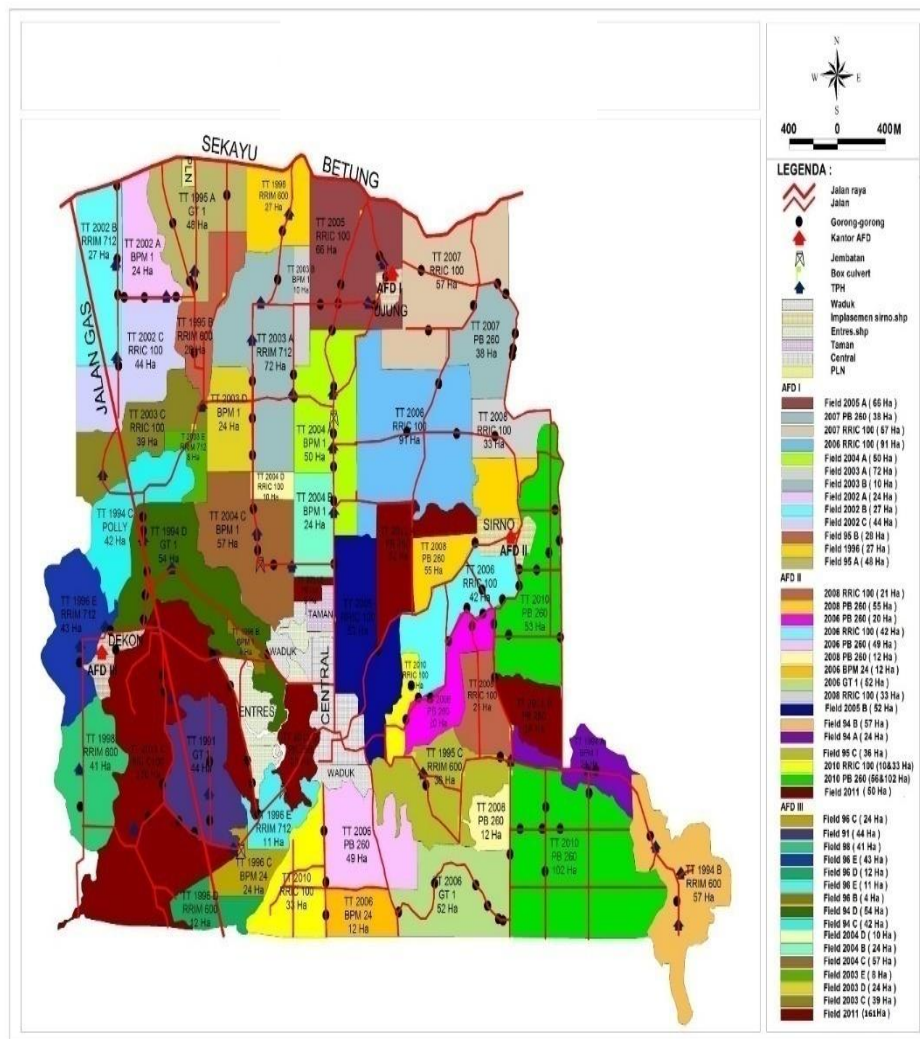 N
W E
S
400 0 400M
LEGENDA :
Jalan raya
Jalan
Gorong-gorong
Kantor AFD
Jembatan
Box culvert
TPH
Waduk
Implasemen sirno.shp
Entres.shp
Taman
Central
PLN
AFD I
Field 2005 A ( 66 Ha )
2007 PB 260 ( 38 Ha )
2007 RRIC 100 ( 57 Ha )
2006 RRIC 100 ( 91 Ha )
Field 2004 A ( 50 Ha )
Field 2003 A ( 72 Ha )
Field 2003 B ( 10 Ha )
Field 2002 A ( 24 Ha )
Field 2002 B ( 27 Ha )
Field 2002 C ( 44 Ha )
Field 95 B ( 28 Ha )
Field 1996 ( 27 Ha )
Field 95 A ( 48 Ha )
AFD II
2008 RRIC 100 ( 21 Ha )
2008 PB 260 ( 55 Ha )
2006 PB 260 ( 20 Ha )
2006 RRIC 100 ( 42 Ha )
2006 PB 260 ( 49 Ha )
2008 PB 260 ( 12 Ha )
2006 BPM 24 ( 12 Ha )
2006 GT 1 ( 52 Ha )
2008 RRIC 100 ( 33 Ha )
Field 2005 B ( 52 Ha )
Field 94 B ( 57 Ha )
Field 94 A ( 24 Ha )
Field 95 C ( 36 Ha )
2010 RRIC 100 (10&33 Ha )
2010 PB 260 (56&102 Ha )
Field 2011 ( 50 Ha )
AFD III
Field 96 C ( 24 Ha )
Field 91 ( 44 Ha )
Field 98 ( 41 Ha )
Field 96 E ( 43 Ha )
Field 96 D ( 12 Ha )
Field 96 E ( 11 Ha )
Field 96 B ( 4 Ha )
Field 94 D ( 54 Ha )
Field 94 C ( 42 Ha )
Field 2004 D ( 10 Ha )
Field 2004 B ( 24 Ha )
Field 2004 C ( 57 Ha )
Field 2003 E ( 8 Ha )
Field 2003 D ( 24 Ha )
Field 2003 C ( 39 Ha )
Field 2011 (161Ha )
SEKAYU
BETUNG
PLN
JALAN GAS
TT 1995 A
GT 1
48 Ha
RRIM 600
27 Ha
TT 2005
RRIC 100
66 Ha
TT 2002 B
RRIM 712
27 Ha
TT 2002 A
BPM 1
24 Ha
BPM 1
10 Ha
AFD I
UJUNG
TT 2007
RRIC 100
57 Ha
TT 2007
PB 260
38 Ha
TT 2002 C
RRIC 100
44 Ha
TT 1995 B
RRIM 600
TT 2003 A
RRIM 712
72 Ha
TT 2003 D
BPM 1
24 Ha
TT 2003 C
RRIC 100
39 Ha
TT 2004
BPM 1
50 Ha
TT 2006
RRIC 100
91 Ha
TT 2008
RRIC 100
33 Ha
TT 2004 D
RRIC 100
10 Ha
TT 2004 B
BPM 1
24 Ha
TT 2004 C
BPM 1
57 Ha
TT 1994 C
POLLY
42 Ha
TT 1994 D
GT 1
54 Ha
SIRNO
AFD II
TT 2008
PB 260
55 Ha
TT 2006
RRIC 100
42 Ha
TT 2010
PB 260
TT 1996 E
RRIM 712
43 Ha
DEKON
TAMAN
WADUK
CENTRAL
ENTRES
TT 2010
RRIC 100
TT 1998
RRIM 600
41 Ha
TT 1991
GT 1
44 Ha
WADUK
TT 1995 C
RRIM 600
TT 1996 E
RRIM 712
11 Ha
TT 2006
PB 260
49 Ha
PB 260
12 Ha
TT 2010
PB 260
102 Ha
TT 1996 C
BPM 24
24 Ha
TT 2010
RRIC 100
33 Ha
TT 2006
GT 1
52 Ha
TT 1994 B
RRIM 600
57 Ha
TT 1996 D
RRIM 600
12 Ha
TT 2006
BPM 24
12 Ha